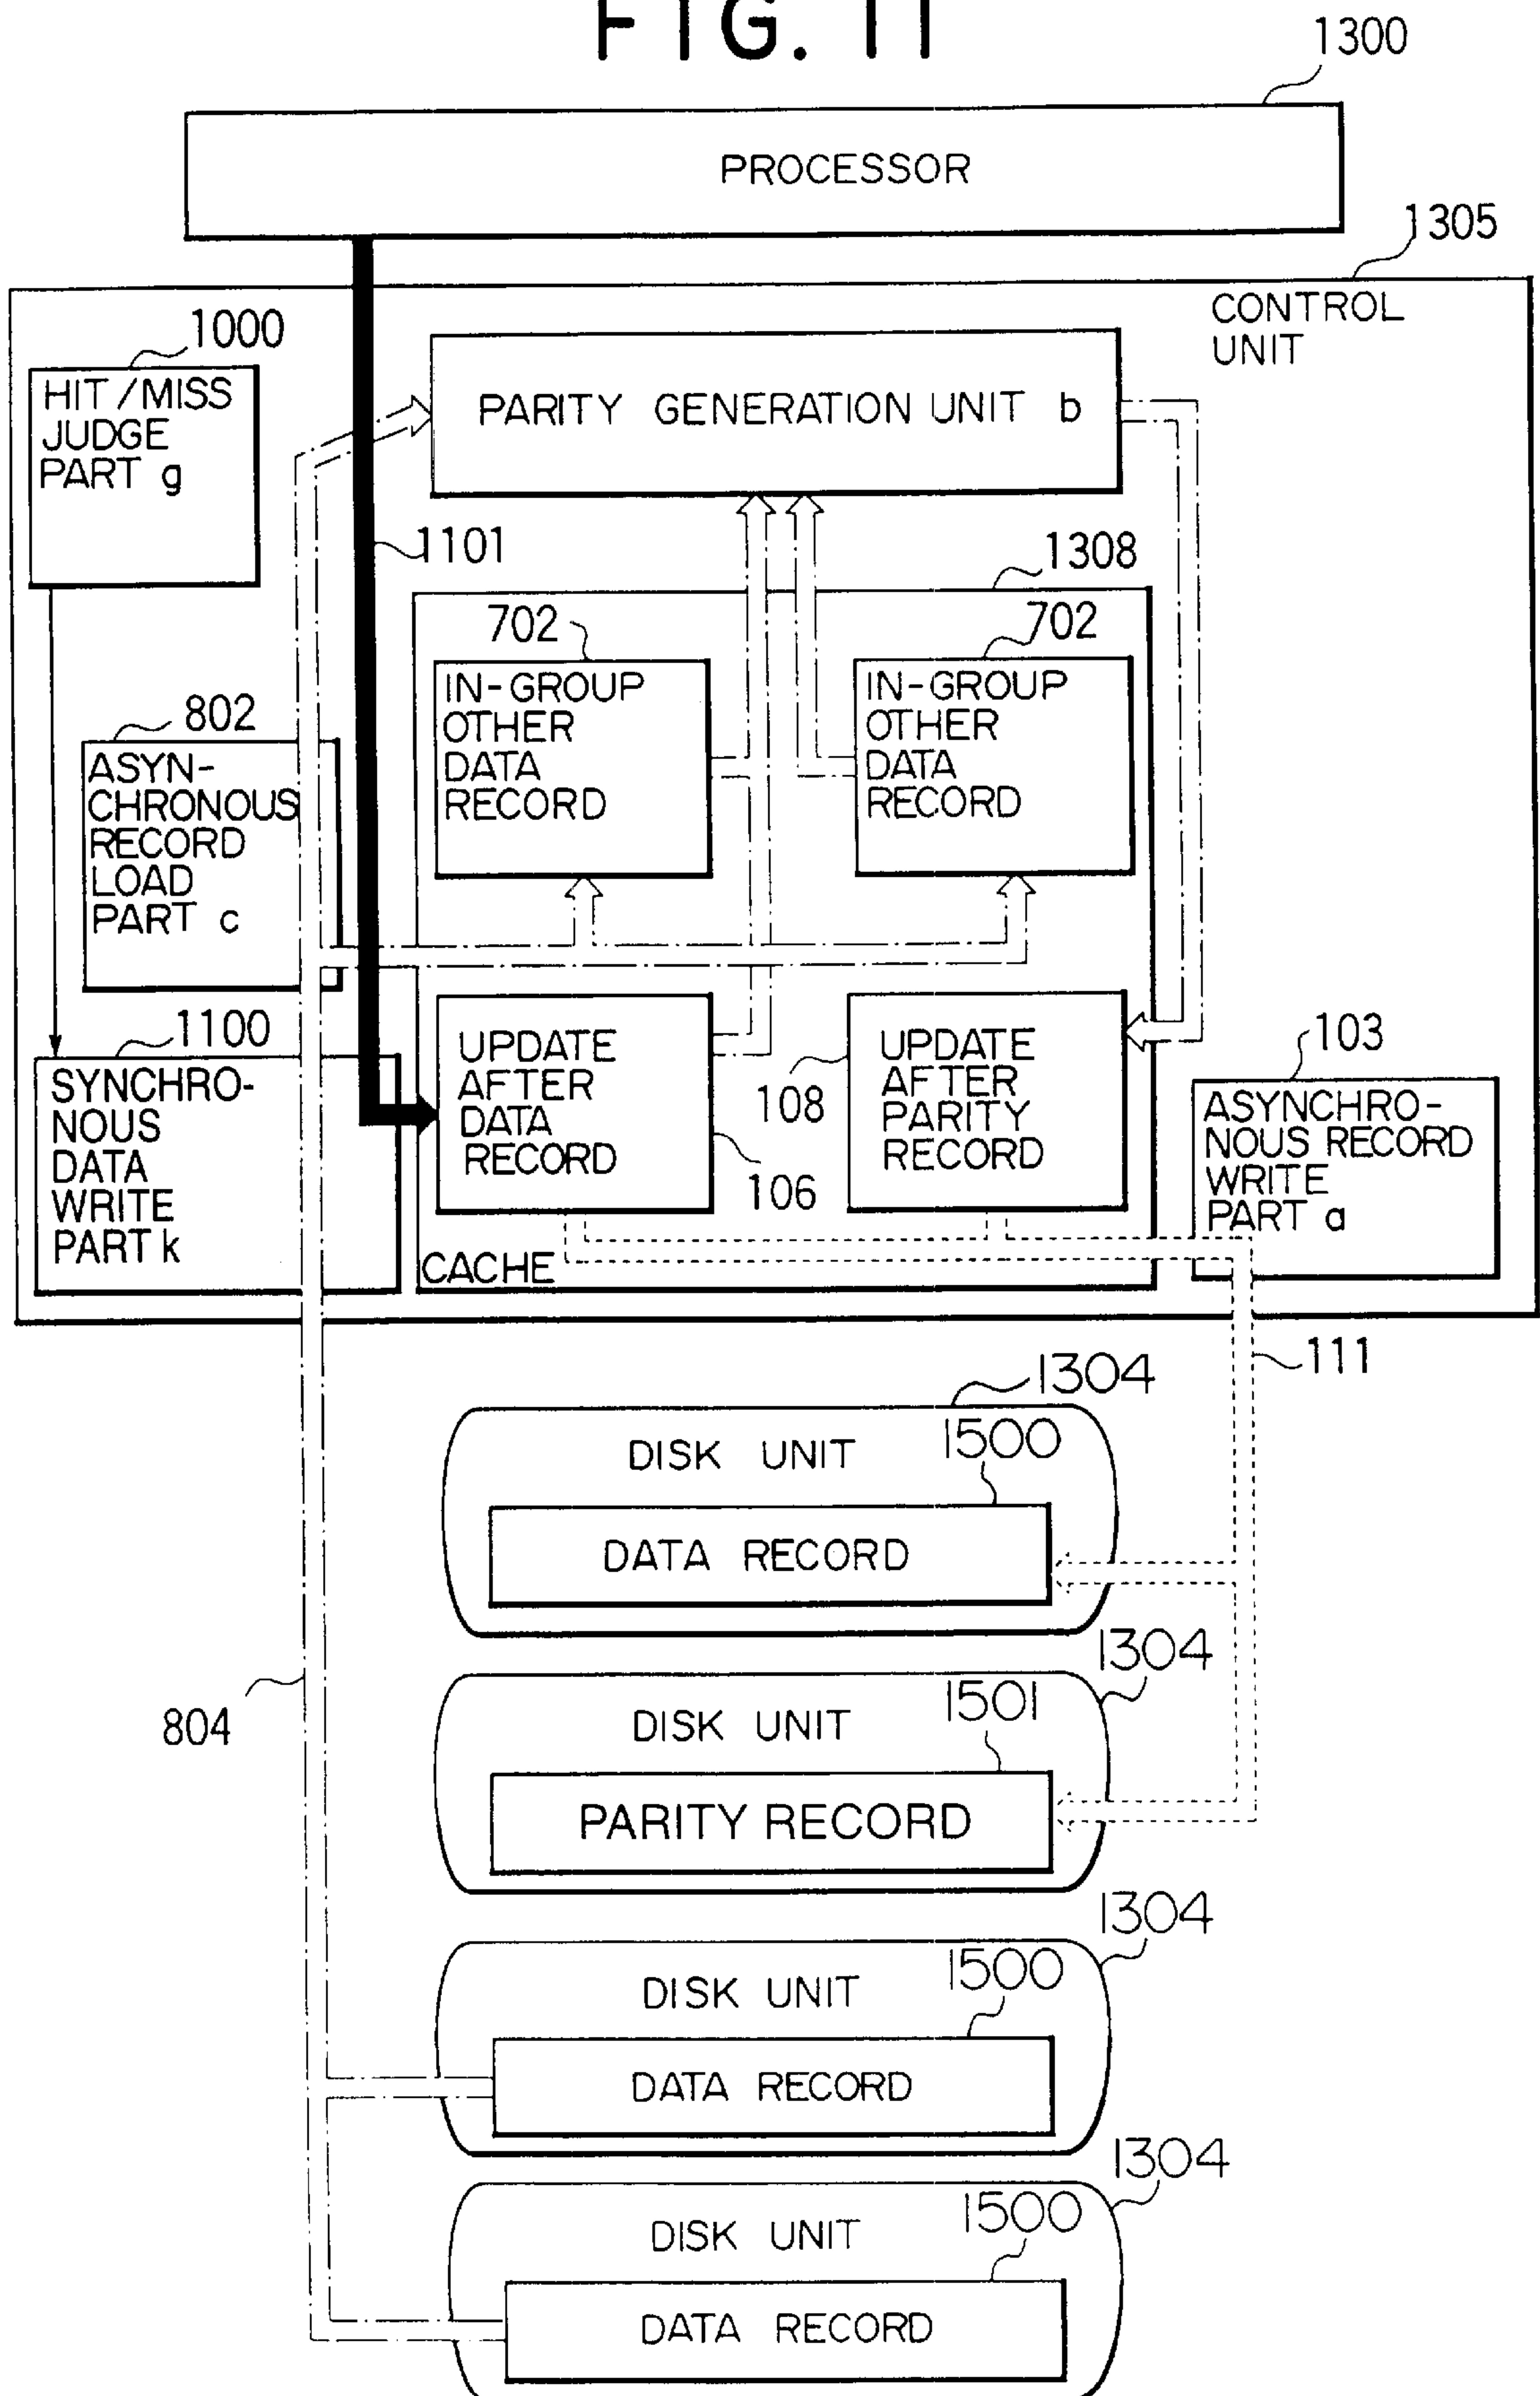 FIG. 11
1300
PROCESSOR
1305
CONTROL
UNIT
1000
HIT/MISS
JUDGE
PART g
PARITY GENERATION UNIT b
1101
1308
702
IN-GROUP
OTHER
DATA
RECORD
702
IN-GROUP
OTHER
DATA
RECORD
802
ASYN-
CHRONOUS
RECORD
LOAD
PART c
1100
SYNCHRO-
NOUS
DATA
WRITE
PART k
UPDATE
AFTER
DATA
RECORD
106
108
UPDATE
AFTER
PARITY
RECORD
103
ASYNCHRO-
NOUS RECORD
WRITE
PART a
CACHE
111
1304
DISK UNIT
1500
DATA RECORD
1304
DISK UNIT
1501
PARITY RECORD
804
1304
DISK UNIT
1500
DATA RECORD
1304
DISK UNIT
1500
DATA RECORD